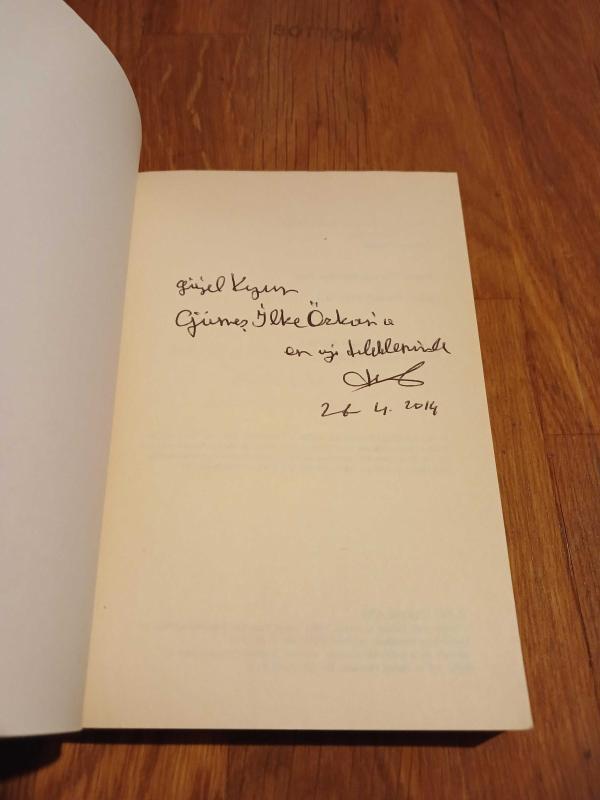 güzel Kızım
Güneş İlke Özkan'a
en iyi dileklerimle
26 4. 2014